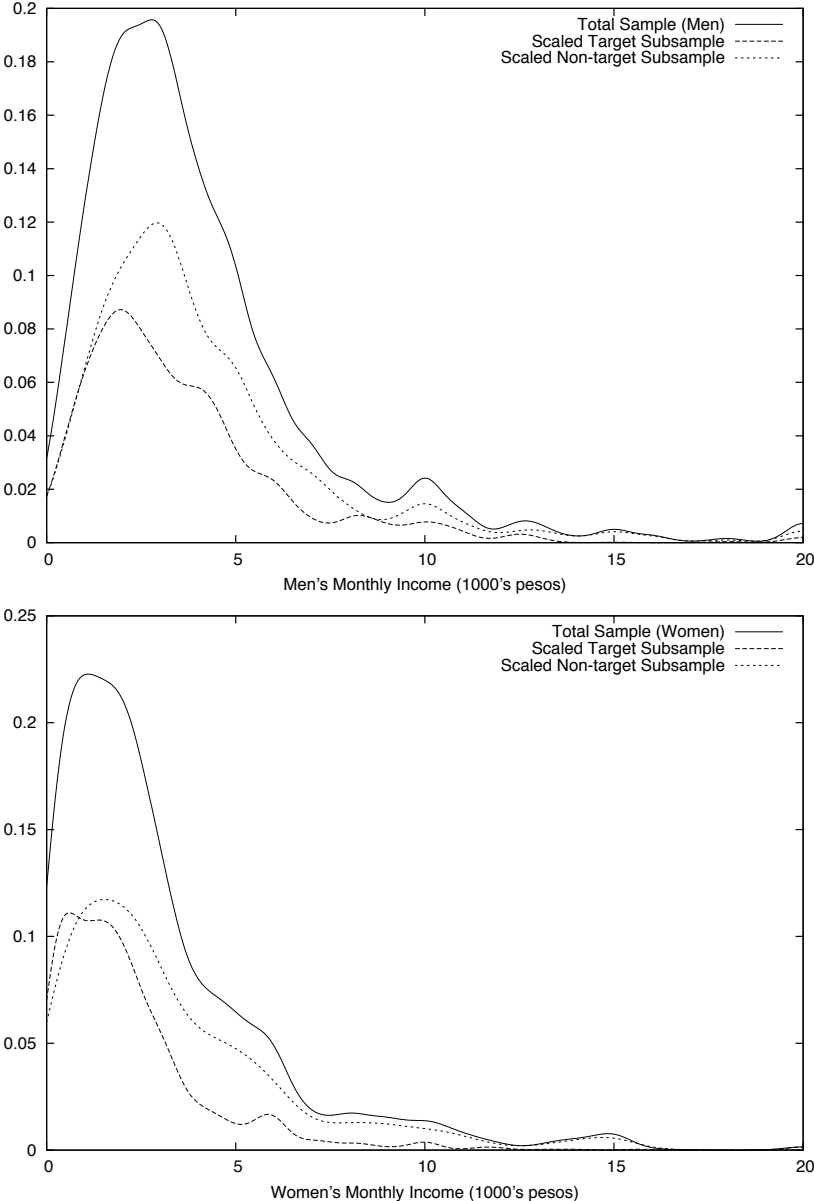 0.2
0.18
0.16
0.14
0.12
0.1
0.08
0.06
0.04
0.02
0
Total Sample (Men)
Scaled Target Subsample
Scaled Non-target Subsample
0 5 10 15 20
Men's Monthly Income (1000's pesos)
0.25
0.2
0.15
0.1
0.05
0
Total Sample (Women)
Scaled Target Subsample
Scaled Non-target Subsample
0 5 10 15 20
Women's Monthly Income (1000's pesos)